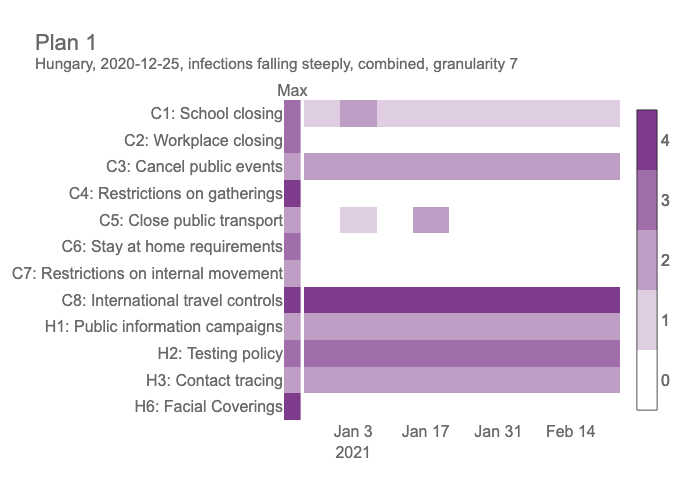 Plan 1
Hungary, 2020-12-25, infections falling steeply, combined, granularity 7
Max
C1: School closing
C2: Workplace closing
C3: Cancel public events
C4: Restrictions on gatherings
C5: Close public transport
C6: Stay at home requirements
C7: Restrictions on internal movement
C8: International travel controls
H1: Public information campaigns
H2: Testing policy
H3: Contact tracing
H6: Facial Coverings
Jan 3 Jan 17 Jan 31 Feb 14
2021
4
3
2
1
0